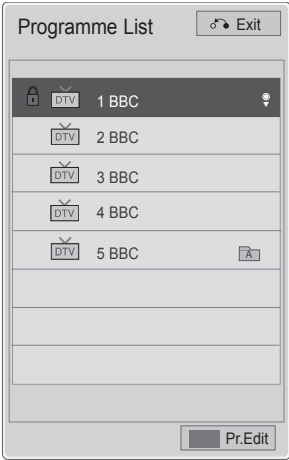 Programme List
Exit
DTV 1 BBC
DTV 2 BBC
DTV 3 BBC
DTV 4 BBC
DTV 5 BBC A
Pr.Edit